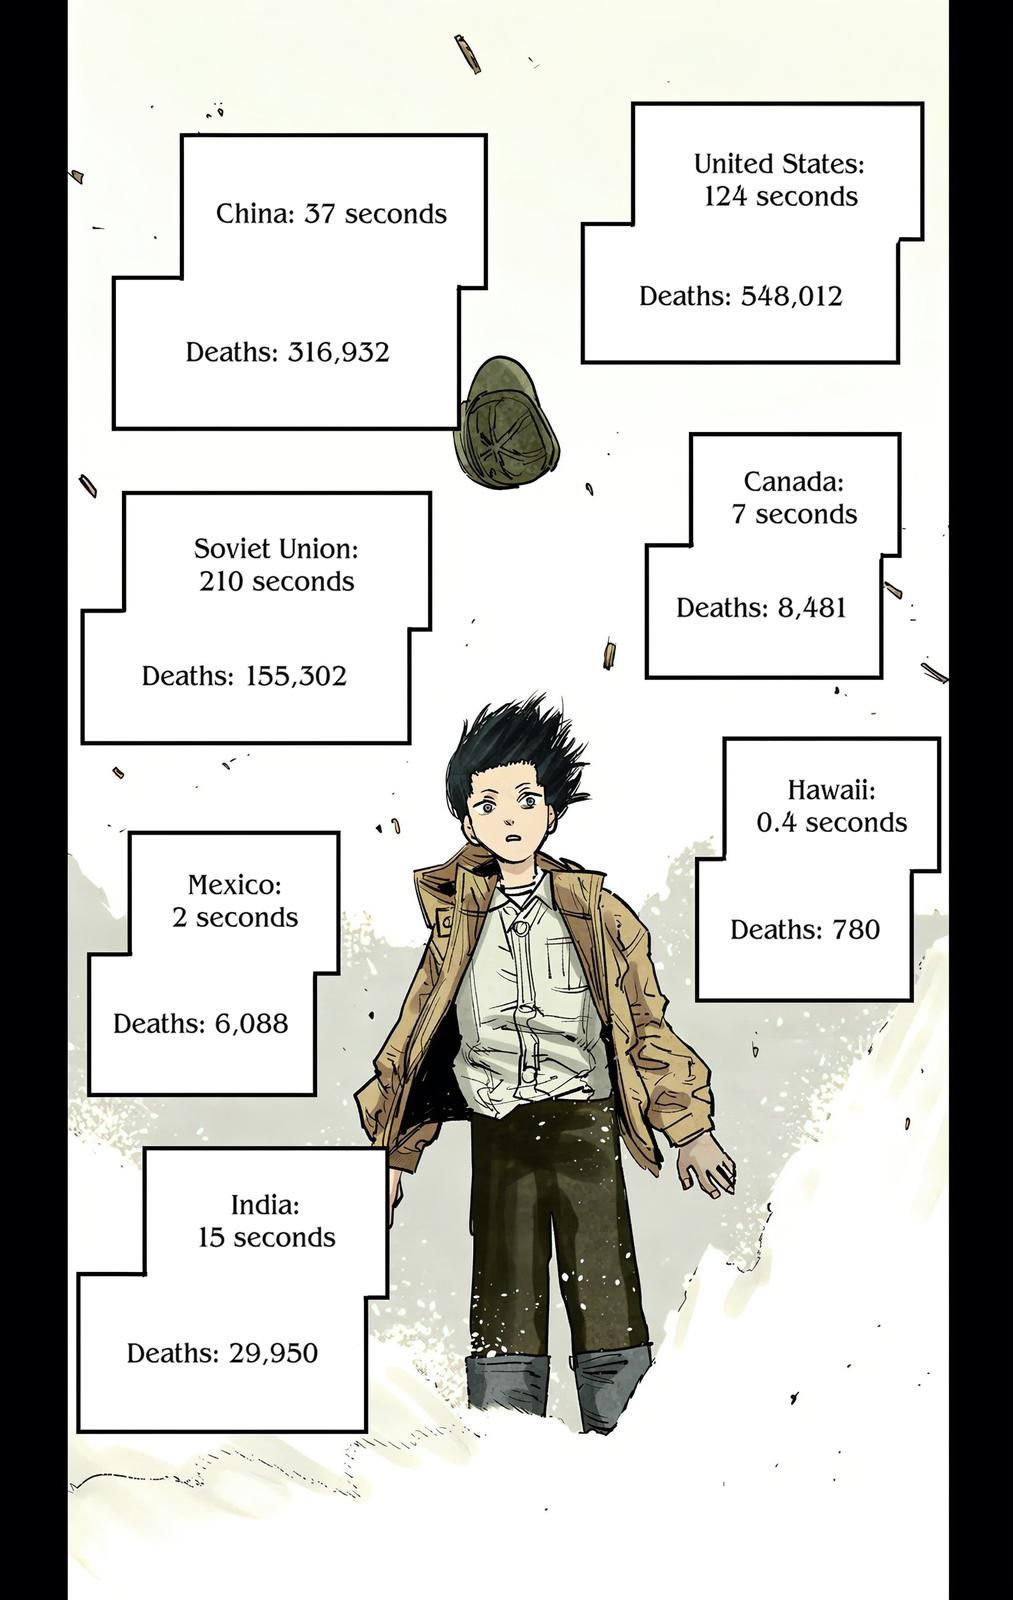 China: 37 seconds
Deaths: 316,932
United States:
124 seconds
Deaths: 548,012
Canada:
7 seconds
Deaths: 8,481
Soviet Union:
210 seconds
Deaths: 155,302
Hawaii:
0.4 seconds
Deaths: 780
Mexico:
2 seconds
Deaths: 6,088
India:
15 seconds
Deaths: 29,950